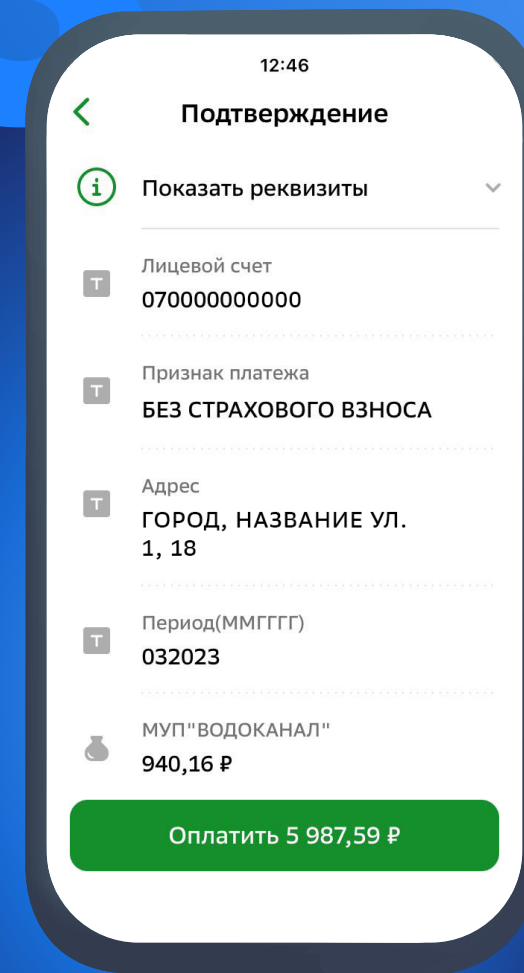 12:46
Подтверждение
i
Показать реквизиты
Лицевой счет
Т
070000000000
Признак платежа
Т
БЕЗ СТРАХОВОГО ВЗНОСА
Адрес
Т
ГОРОД, НАЗВАНИЕ УЛ.
1, 18
Период(ММГГГГ)
Т
032023
МУП"ВОДОКАНАЛ"
940,16 ₽
Оплатить 5 987,59 ₽